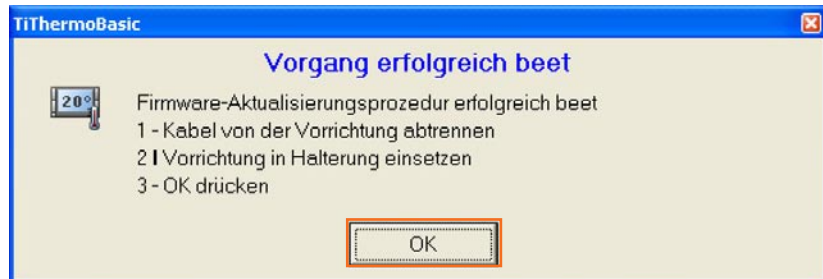 TiThermoBasic
Vorgang erfolgreich beet
20°
Firmware-Aktualisierungsprozedur erfolgreich beet
1 - Kabel von der Vorrichtung abtrennen
2 I Vorrichtung in Halterung einsetzen
3 - OK drücken
OK